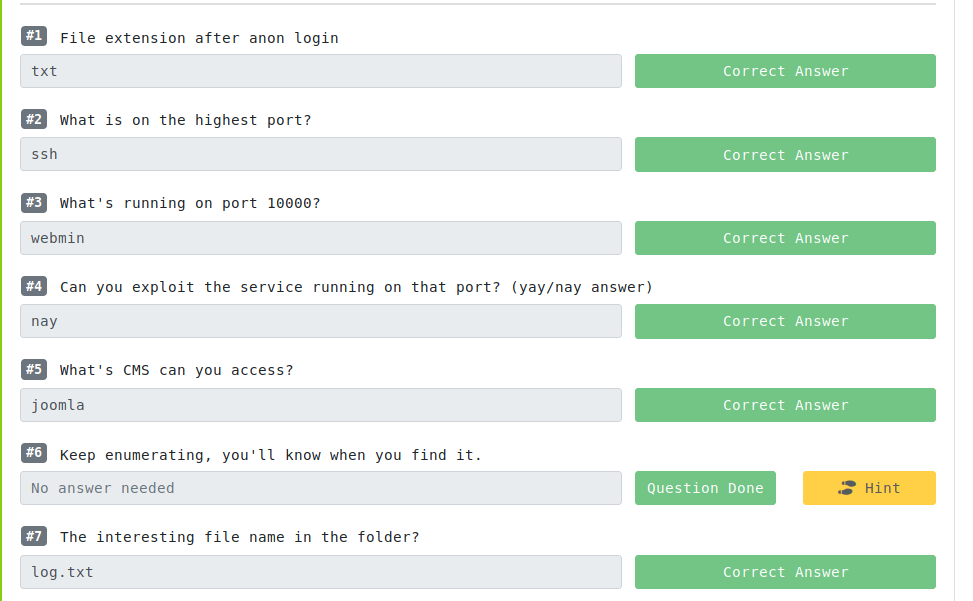 #1 File extension after anon login
txt Correct Answer
#2 What is on the highest port?
ssh Correct Answer
#3 What's running on port 10000?
webmin Correct Answer
#4 Can you exploit the service running on that port? (yay/nay answer)
nay Correct Answer
#5 What's CMS can you access?
joomla Correct Answer
#6 Keep enumerating, you'll know when you find it.
No answer needed Question Done Hint
#7 The interesting file name in the folder?
log.txt Correct Answer